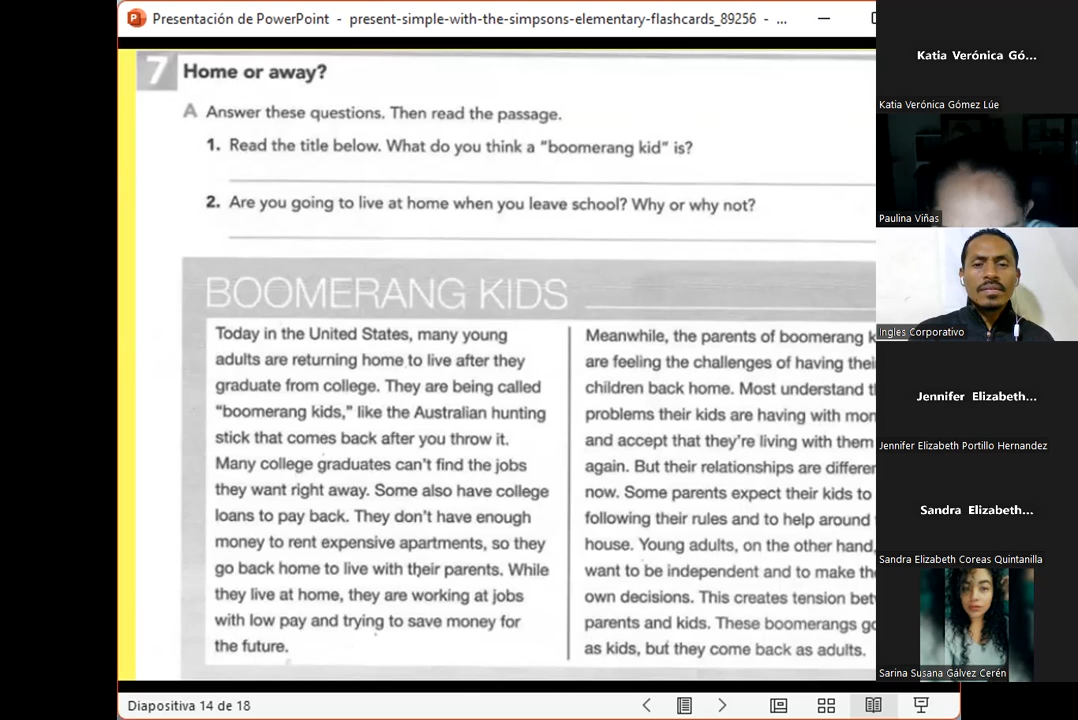 Presentación de PowerPoint - present-simple-with-the-simpsons-elementary-flashcards_89256 - ...
7 Home or away?
A Answer these questions. Then read the passage.
1. Read the title below. What do you think a "boomerang kid" is?
2. Are you going to live at home when you leave school? Why or why not?
BOOMERANG KIDS
Today in the United States, many young
adults are returning home to live after they
graduate from college. They are being called
"boomerang kids," like the Australian hunting
stick that comes back after you throw it.
Many college graduates can't find the jobs
they want right away. Some also have college
loans to pay back. They don't have enough
money to rent expensive apartments, so they
go back home to live with their parents. While
they live at home, they are working at jobs
with low pay and trying to save money for
the future.
Meanwhile, the parents of boomerang
are feeling the challenges of having
children back home. Most understand
problems their kids are having with
and accept that they're living with them
again. But their relationships are
now. Some parents expect their kids to
following their rules and to help around
house. Young adults, on the other hand,
want to be independent and to make
own decisions. This creates tension
parents and kids. These boomerangs
as kids, but they come back as adults.
Diapositiva 14 de 18
Katia Verónica Gó...
Katia Verónica Gómez Lúe
Paulina Viñas
Ingles Corporativo
Jennifer Elizabeth...
Jennifer Elizabeth Portillo Hernandez
Sandra Elizabeth...
Sandra Elizabeth Coreas Quintanilla
Sarina Susana Gálvez Cerén